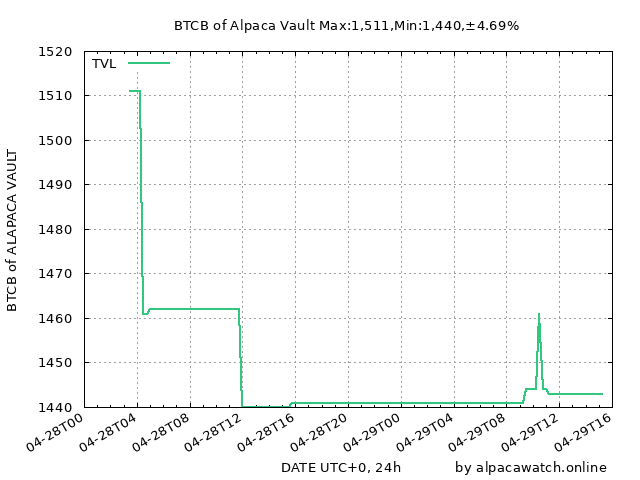 BTCB of Alpaca Vault Max:1,511,Min:1,440,±4.69%
TVL
1520
1510
1500
1490
1480
1470
1460
1450
1440
BTCB of ALAPACA VAULT
04-28T00
04-28T04
04-28T08
04-28T12
04-28T16
04-28T20
04-29T00
04-29T04
04-29T08
04-29T12
04-29T16
DATE UTC+0, 24h
by alpacawatch.online